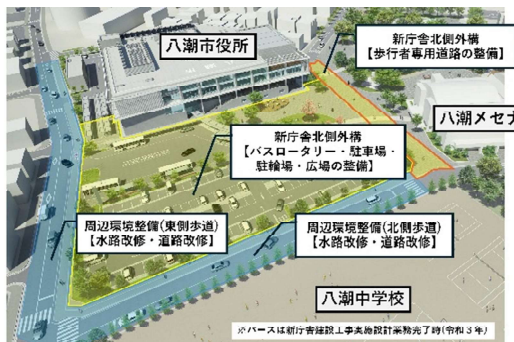 八潮市役所
新庁舎北側外構
【歩行者専用道路の整備】
八潮メセナ
新庁舎北側外構
【バスロータリー・駐車場・
駐輪場・広場の整備】
周辺環境整備(東側歩道)
【水路改修・道路改修】
周辺環境整備(北側歩道)
【水路改修・道路改修】
八潮中学校
※パースは新庁舎建設工事実施設計業務完了時(令和3年)